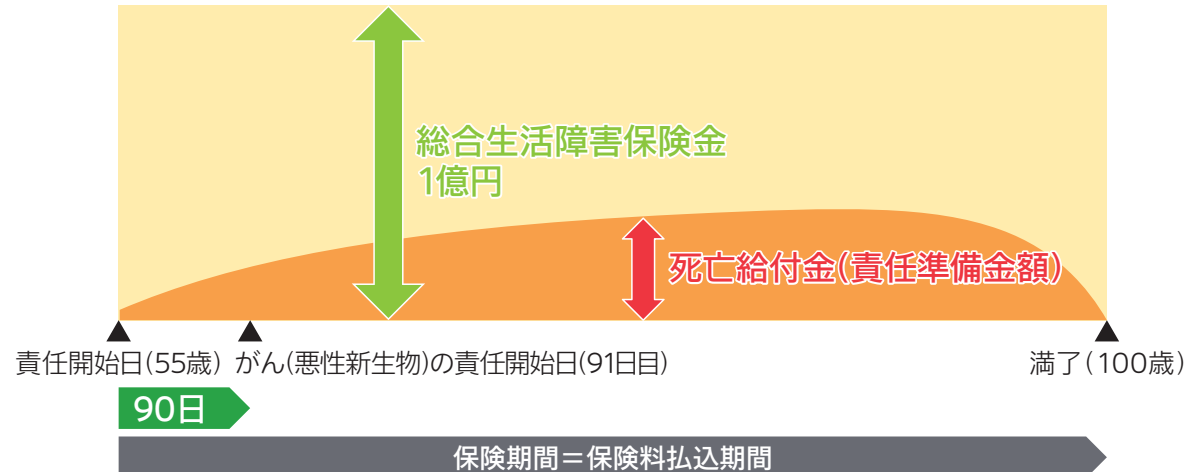 総合生活障害保険金
1億円
死亡給付金(責任準備金額)
責任開始日(55歳)
がん(悪性新生物)の責任開始日(91日目)
満了(100歳)
90日
保険期間＝保険料払込期間